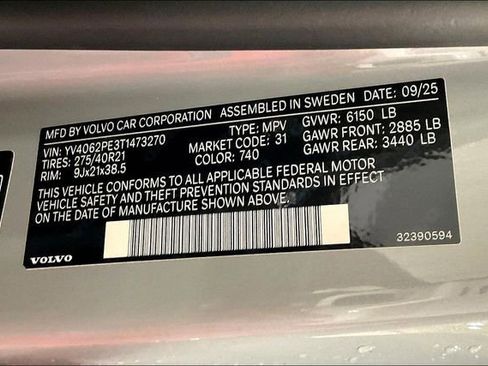 MFD BY VOLVO CAR CORPORATION ASSEMBLED IN SWEDEN DATE: 09/25
VIN: YV4062PE3T1473270 TYPE: MPV GVWR: 6150 LB
TIRES: 275/40R21 MARKET CODE: 31 GAWR FRONT: 2885 LB
RIM: 9Jx21x38.5 COLOR: 740 GAWR REAR: 3440 LB
THIS VEHICLE CONFORMS TO ALL APPLICABLE FEDERAL MOTOR
VEHICLE SAFETY AND THEFT PREVENTION STANDARDS IN EFFECT
ON THE DATE OF MANUFACTURE SHOWN ABOVE.
VOLVO 32390594